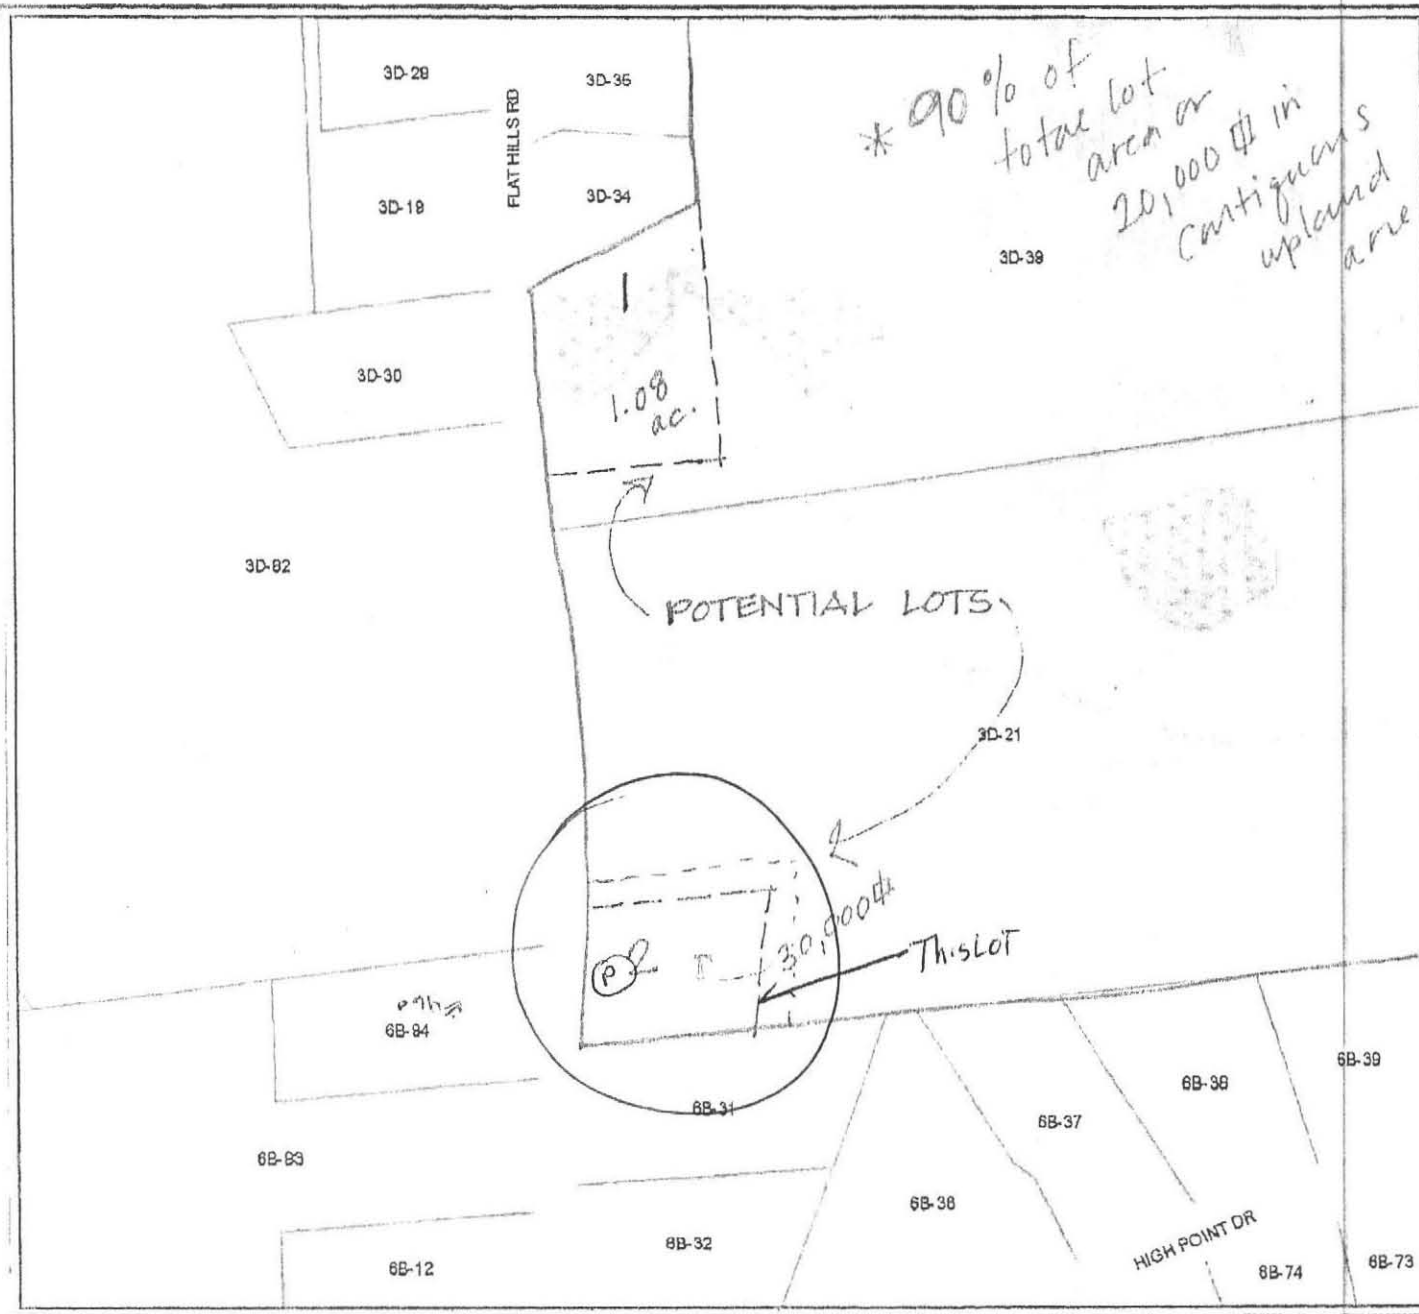 3D-29
3D-35
FLAT HILLS RD
* 90 % of
total lot
area or
20,000 ⌗ in
contiguous
upland
are
3D-19
3D-34
3D-39
1
3D-30
1.08
ac.
3D-82
POTENTIAL LOTS
3D-21
30,000 ⌗
This LOT
P
6B-94
6B-31
6B-39
6B-38
6B-37
6B-93
6B-36
6B-32
HIGH POINT DR
6B-12
6B-74
6B-73